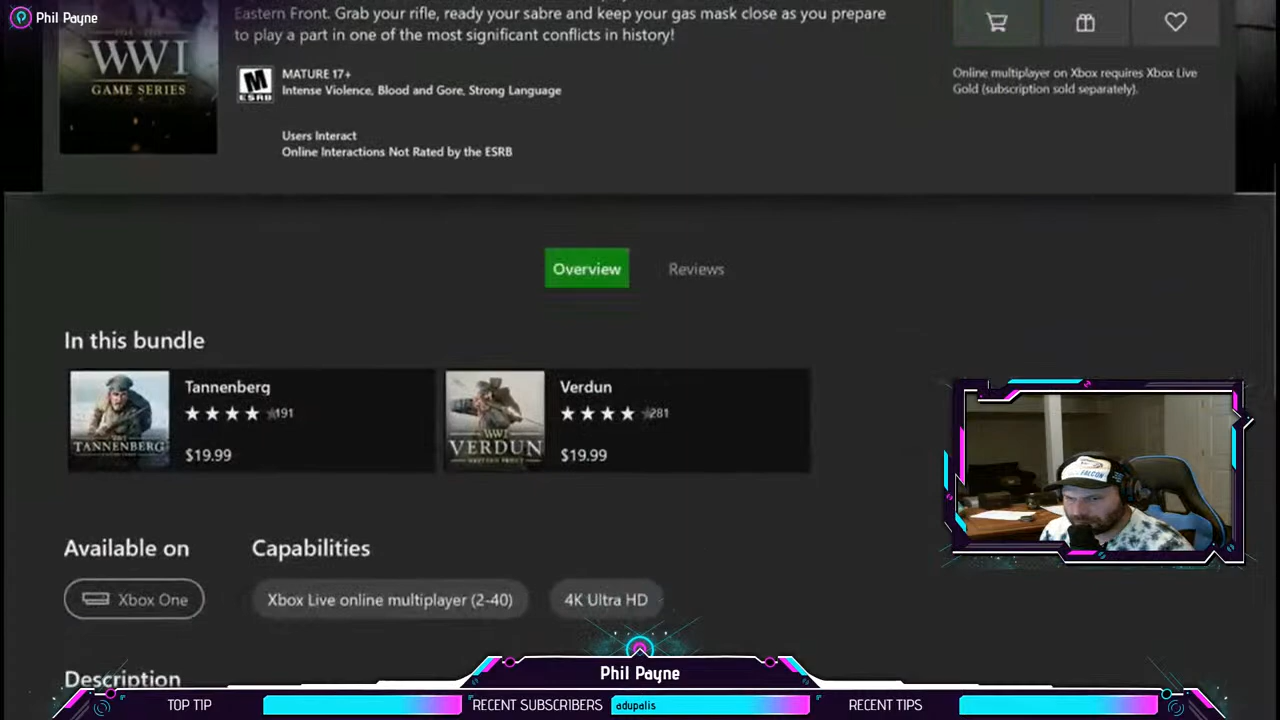 Phil Payne
Eastern Front. Grab your rifle, ready your sabre and keep your gas mask close as you prepare
to play a part in one of the most significant conflicts in history!
WWI
GAME SERIES
M
ESRB
MATURE 17+
Intense Violence, Blood and Gore, Strong Language
Users Interact
Online Interactions Not Rated by the ESRB
Online multiplayer on Xbox requires Xbox Live
Gold (subscription sold separately).
Overview
Reviews
In this bundle
TANNENBERG
Tannenberg
191
$19.99
WWI
VERDUN
WESTERN FRONT
Verdun
281
$19.99
Available on
Capabilities
Xbox One
Xbox Live online multiplayer (2-40)
4K Ultra HD
Description
FALCON
Phil Payne
TOP TIP
RECENT SUBSCRIBERS
adupalis
RECENT TIPS